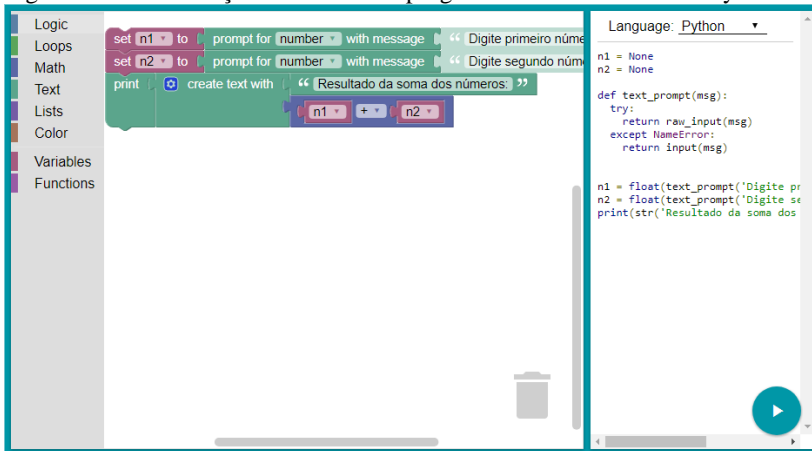 Logic
Loops
Math
Text
Lists
Color
Variables
Functions
set n1 to prompt for number with message “ Digite primeiro núme
set n2 to prompt for number with message “ Digite segundo núm
print create text with “ Resultado da soma dos números: ”
n1 + n2
Language: Python
n1 = None
n2 = None
def text_prompt(msg):
try:
return raw_input(msg)
except NameError:
return input(msg)
n1 = float(text_prompt('Digite pr
n2 = float(text_prompt('Digite se
print(str('Resultado da soma dos